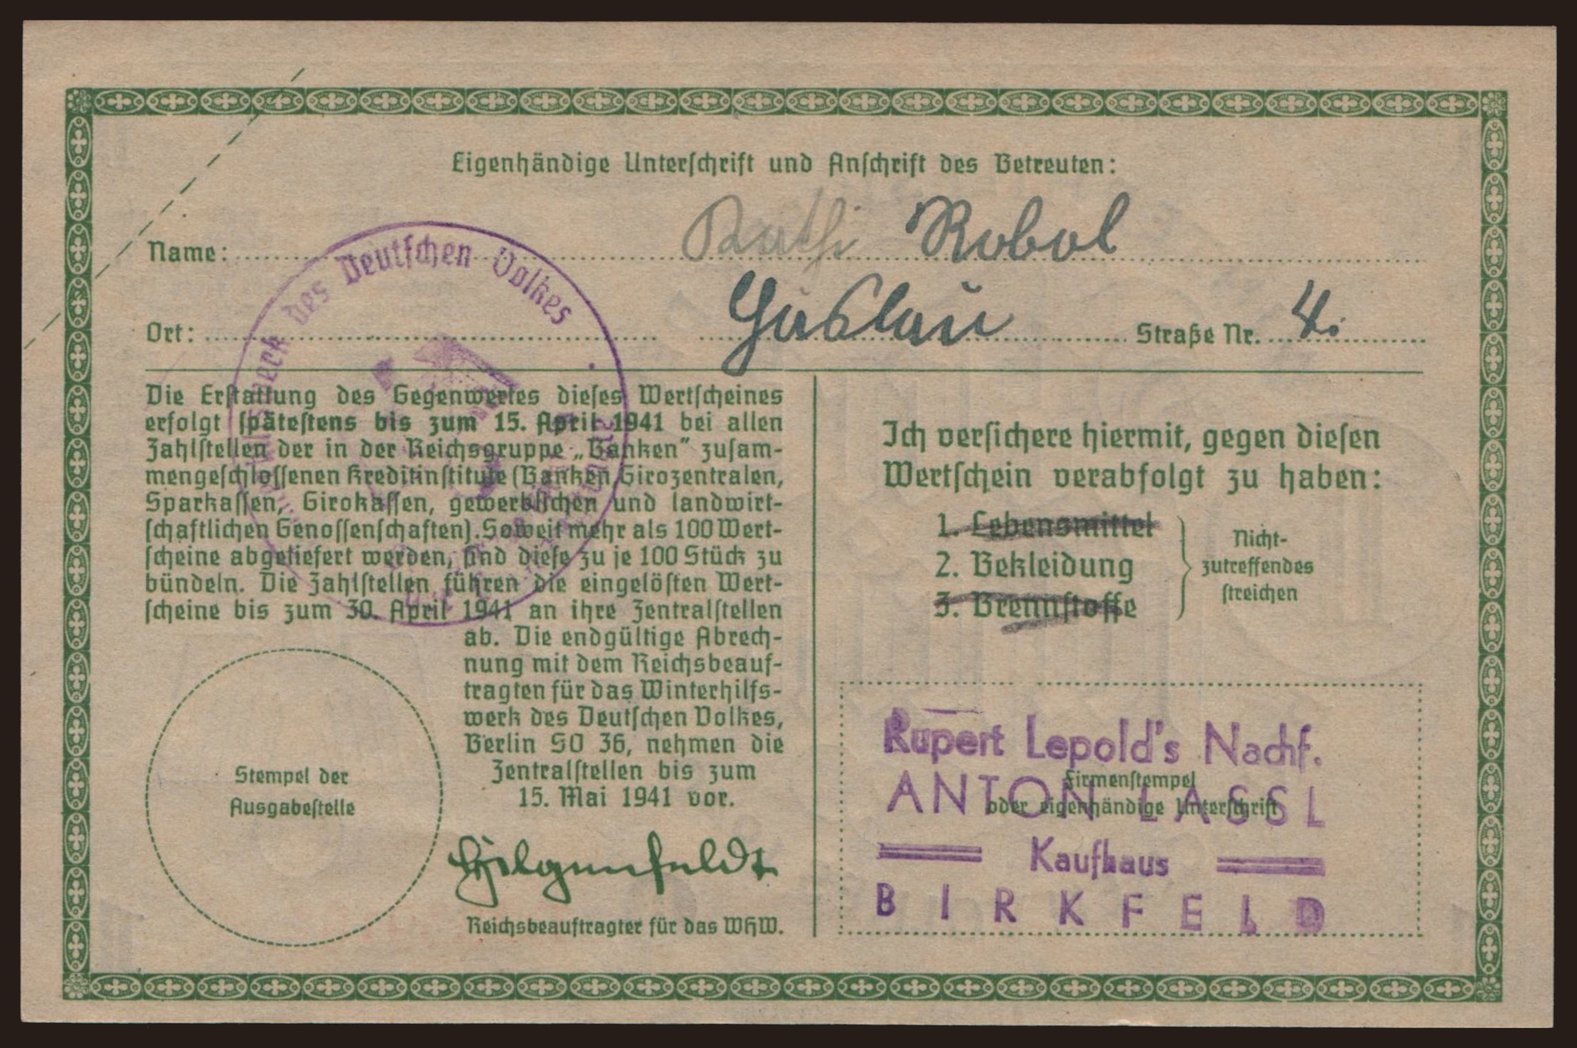 Eigenhändige Unterschrift und Anschrift des Betreuten:
Name: Kathi Robol
Ort: Haslau Straße Nr. 4.
Die Erstattung des Gegenwertes dieses Wertscheines
erfolgt spätestens bis zum 15. April 1941 bei allen
Zahlstellen der in der Reichsgruppe „Banken" zusam-
mengeschlossenen Kreditinstitute (Banken, Girozentralen,
Sparkassen, Girokassen, gewerblichen und landwirt-
schaftlichen Genossenschaften). Soweit mehr als 100 Wert-
scheine abgeliefert werden, sind diese zu je 100 Stück zu
bündeln. Die Zahlstellen führen die eingelösten Wert-
scheine bis zum 30. April 1941 an ihre Zentralstellen
ab. Die endgültige Abrech-
nung mit dem Reichsbeauf-
tragten für das Winterhilfs-
werk des Deutschen Volkes,
Berlin SO 36, nehmen die
Zentralstellen bis zum
15. Mai 1941 vor.
Hilgenfeldt
Reichsbeauftragter für das WHW.
Stempel der
Ausgabestelle
des Deutschen Volkes
Ich versichere hiermit, gegen diesen
Wertschein verabfolgt zu haben:
1. Lebensmittel
2. Bekleidung
3. Brennstoffe
Nicht-
zutreffendes
streichen
Firmenstempel
oder eigenhändige Unterschrift
Rupert Lepold's Nachf.
ANTON LASSL
Kaufhaus
BIRKFELD